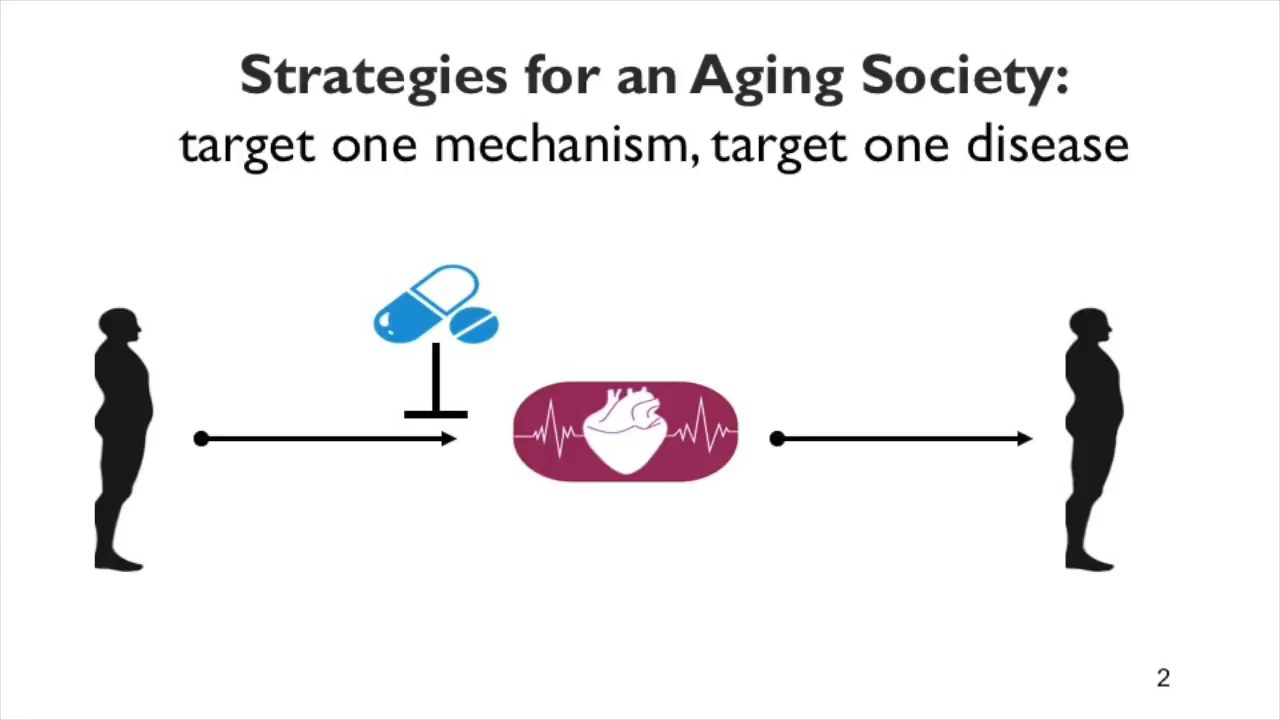 Strategies for an Aging Society:
target one mechanism, target one disease
2